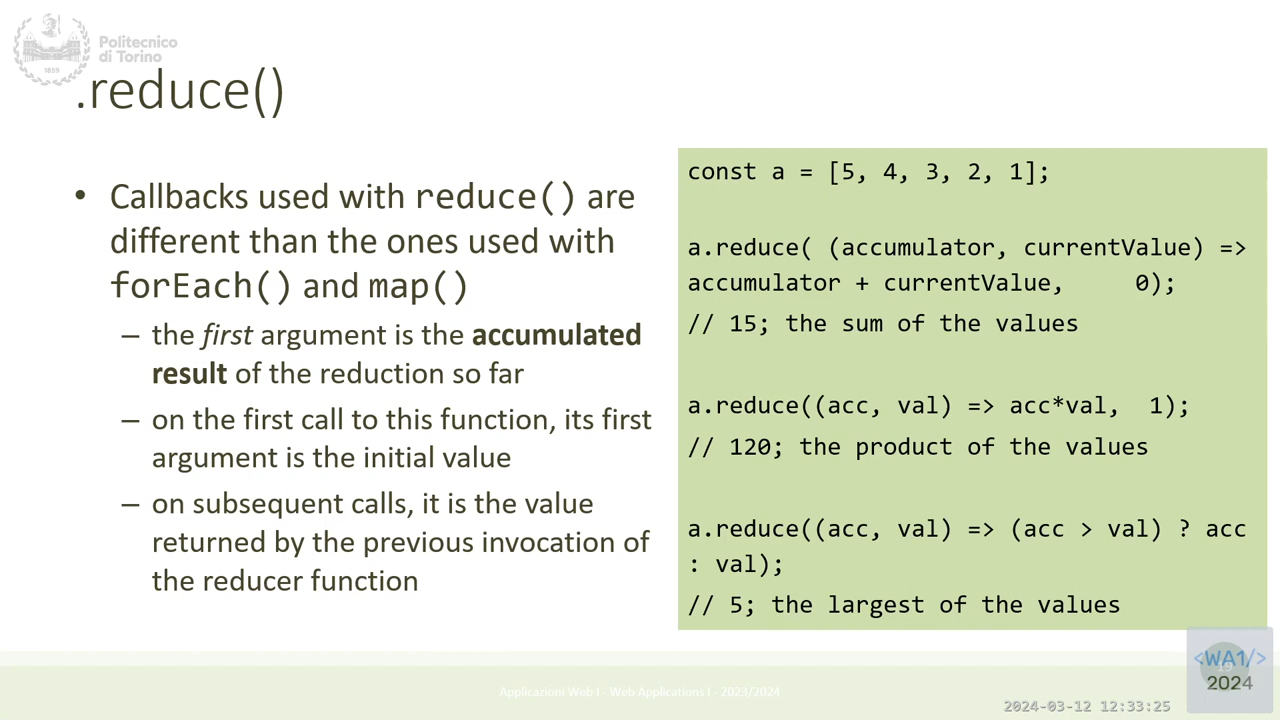 Politecnico
di Torino
1859
.reduce()
• Callbacks used with reduce() are
different than the ones used with
forEach() and map()
– the first argument is the accumulated
result of the reduction so far
– on the first call to this function, its first
argument is the initial value
– on subsequent calls, it is the value
returned by the previous invocation of
the reducer function
const a = [5, 4, 3, 2, 1];
a.reduce( (accumulator, currentValue) =>
accumulator + currentValue,     0);
// 15; the sum of the values
a.reduce((acc, val) => acc*val,  1);
// 120; the product of the values
a.reduce((acc, val) => (acc > val) ? acc
: val);
// 5; the largest of the values
Applicazioni Web I - Web Applications I - 2023/2024
<WA1/>
2024
2024-03-12 12:33:25